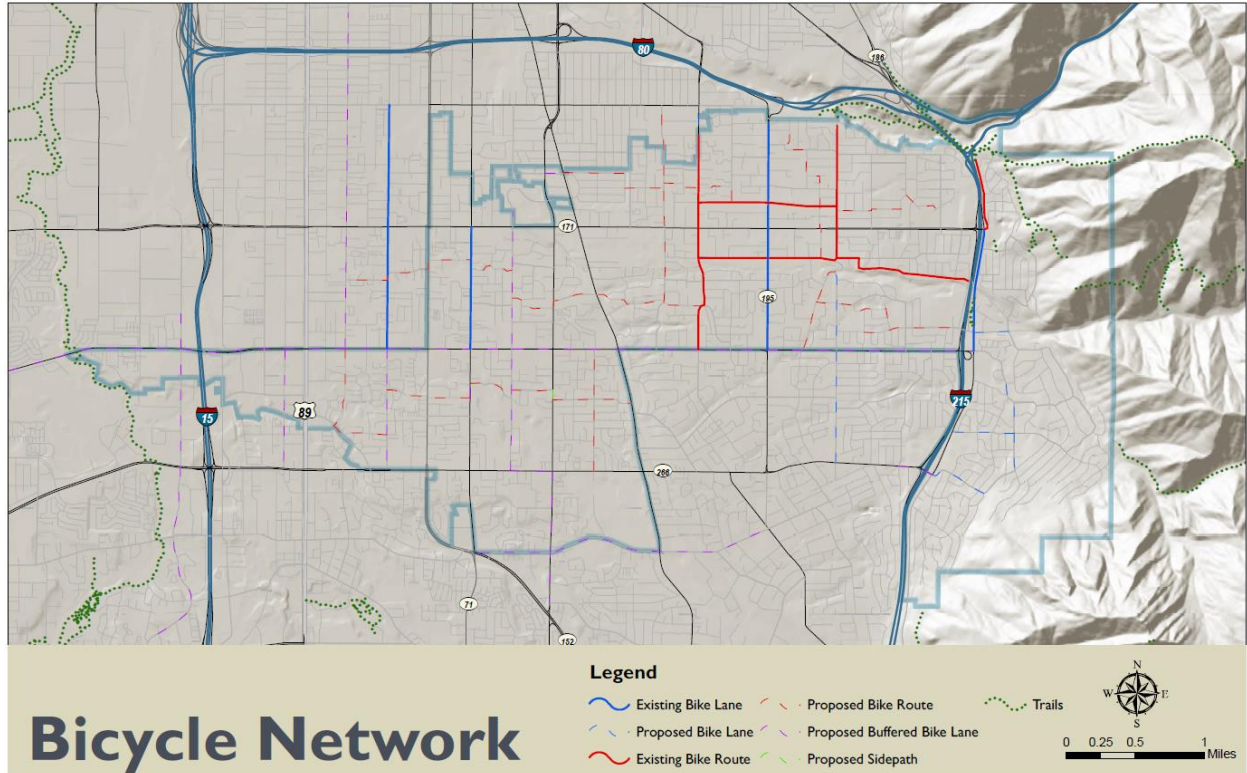 80
186
171
195
89
15
215
266
71
152
Legend
Existing Bike Lane
Proposed Bike Route
Trails
Proposed Bike Lane
Proposed Buffered Bike Lane
Existing Bike Route
Proposed Sidepath
N
W E
S
0 0.25 0.5 1
Miles
Bicycle Network